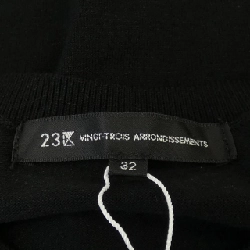 23区 VINGT-TROIS ARRONDISSEMENTS
32